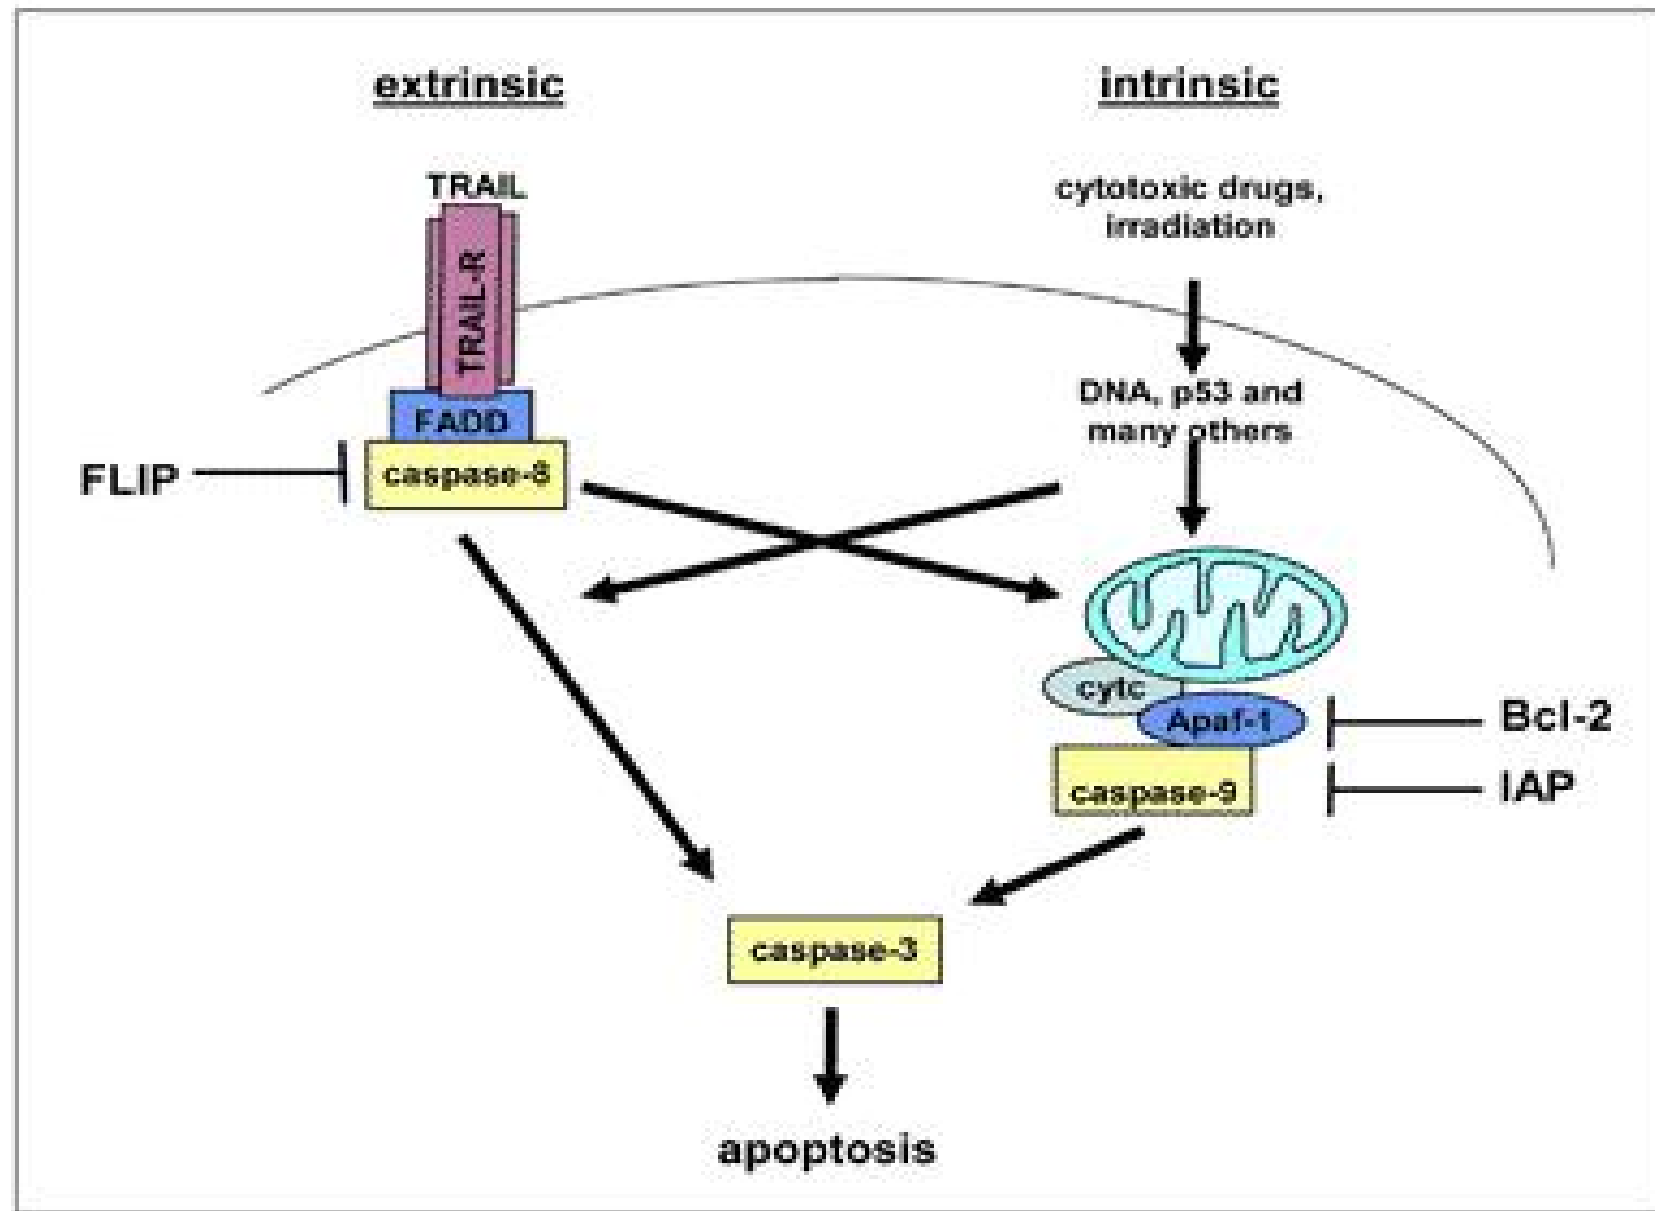 extrinsic
intrinsic
TRAIL
TRAIL-R
FADD
caspase-8
FLIP
cytotoxic drugs,
irradiation
DNA, p53 and
many others
cytc
Apaf-1
caspase-9
Bcl-2
IAP
caspase-3
apoptosis